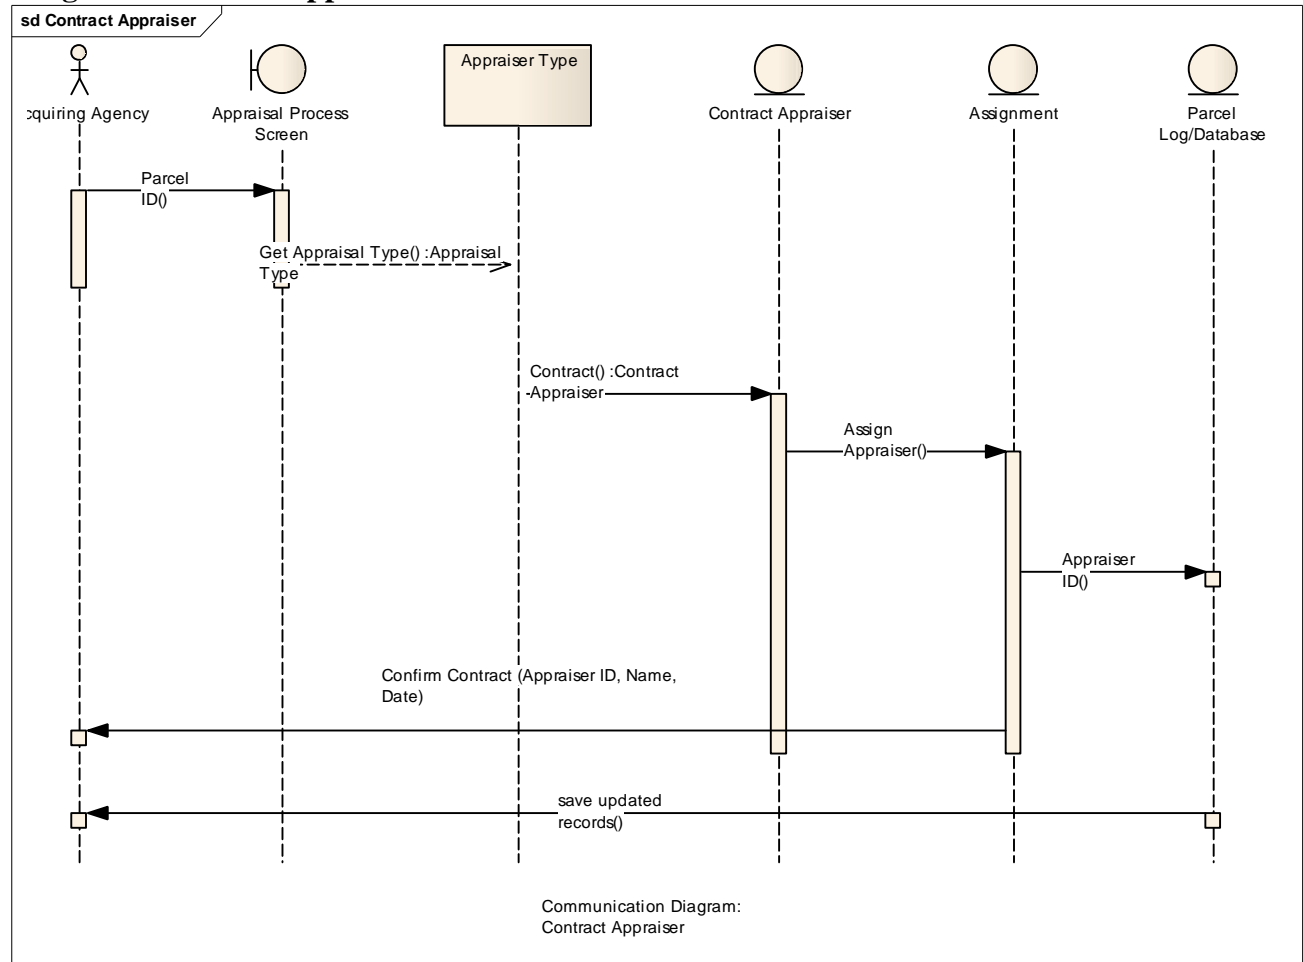 sd Contract Appraiser
cquiring Agency
Appraisal Process
Screen
Appraiser Type
Contract Appraiser
Assignment
Parcel
Log/Database
Parcel
ID()
Get Appraisal Type() :Appraisal
Type
Contract() :Contract
Appraiser
Assign
Appraiser()
Appraiser
ID()
Confirm Contract (Appraiser ID, Name,
Date)
save updated
records()
Communication Diagram:
Contract Appraiser